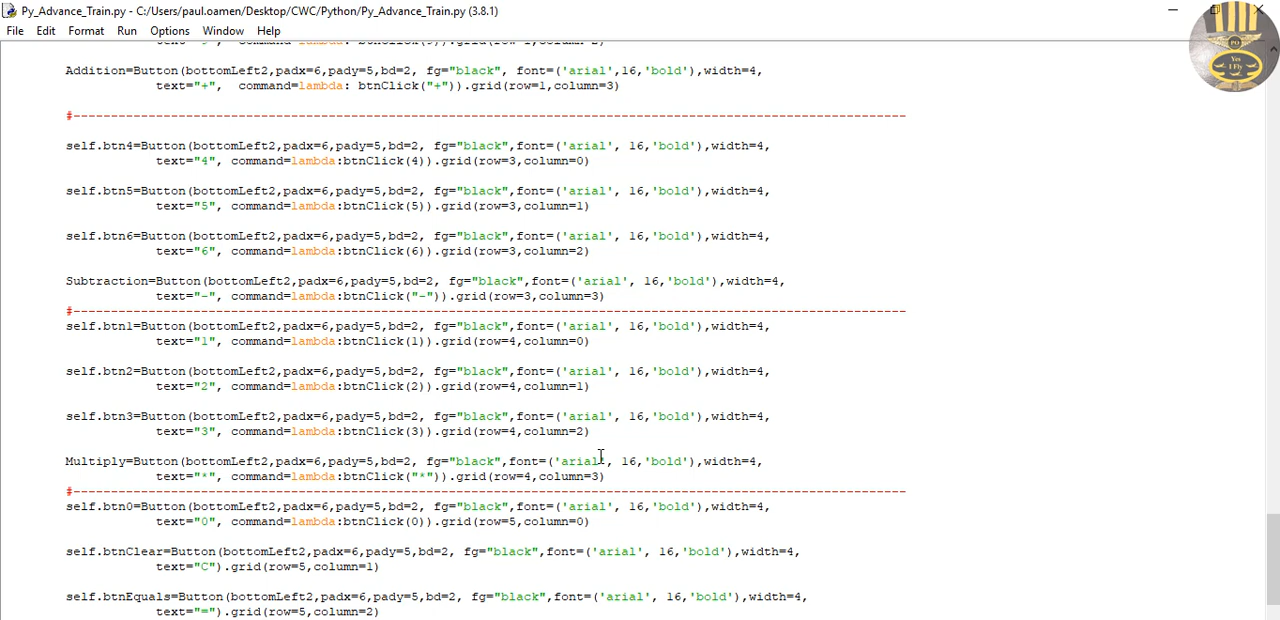 Py_Advance_Train.py - C:/Users/paul.oamen/Desktop/CWC/Python/Py_Advance_Train.py (3.8.1)
File Edit Format Run Options Window Help
Addition=Button(bottomLeft2,padx=6,pady=5,bd=2, fg="black", font=('arial',16,'bold'),width=4,
text="+",  command=lambda: btnClick("+")).grid(row=1,column=3)
#---------------------------------------------------------------------------------------------------------------
self.btn4=Button(bottomLeft2,padx=6,pady=5,bd=2, fg="black",font=('arial', 16,'bold'),width=4,
text="4", command=lambda:btnClick(4)).grid(row=3,column=0)
self.btn5=Button(bottomLeft2,padx=6,pady=5,bd=2, fg="black",font=('arial', 16,'bold'),width=4,
text="5", command=lambda:btnClick(5)).grid(row=3,column=1)
self.btn6=Button(bottomLeft2,padx=6,pady=5,bd=2, fg="black",font=('arial', 16,'bold'),width=4,
text="6", command=lambda:btnClick(6)).grid(row=3,column=2)
Subtraction=Button(bottomLeft2,padx=6,pady=5,bd=2, fg="black",font=('arial', 16,'bold'),width=4,
text="-", command=lambda:btnClick("-")).grid(row=3,column=3)
#---------------------------------------------------------------------------------------------------------------
self.btn1=Button(bottomLeft2,padx=6,pady=5,bd=2, fg="black",font=('arial', 16,'bold'),width=4,
text="1", command=lambda:btnClick(1)).grid(row=4,column=0)
self.btn2=Button(bottomLeft2,padx=6,pady=5,bd=2, fg="black",font=('arial', 16,'bold'),width=4,
text="2", command=lambda:btnClick(2)).grid(row=4,column=1)
self.btn3=Button(bottomLeft2,padx=6,pady=5,bd=2, fg="black",font=('arial', 16,'bold'),width=4,
text="3", command=lambda:btnClick(3)).grid(row=4,column=2)
Multiply=Button(bottomLeft2,padx=6,pady=5,bd=2, fg="black",font=('arial', 16,'bold'),width=4,
text="*", command=lambda:btnClick("*")).grid(row=4,column=3)
#---------------------------------------------------------------------------------------------------------------
self.btn0=Button(bottomLeft2,padx=6,pady=5,bd=2, fg="black",font=('arial', 16,'bold'),width=4,
text="0", command=lambda:btnClick(0)).grid(row=5,column=0)
self.btnClear=Button(bottomLeft2,padx=6,pady=5,bd=2, fg="black",font=('arial', 16,'bold'),width=4,
text="C").grid(row=5,column=1)
self.btnEquals=Button(bottomLeft2,padx=6,pady=5,bd=2, fg="black",font=('arial', 16,'bold'),width=4,
text="=").grid(row=5,column=2)
PO
Yes
I Fly